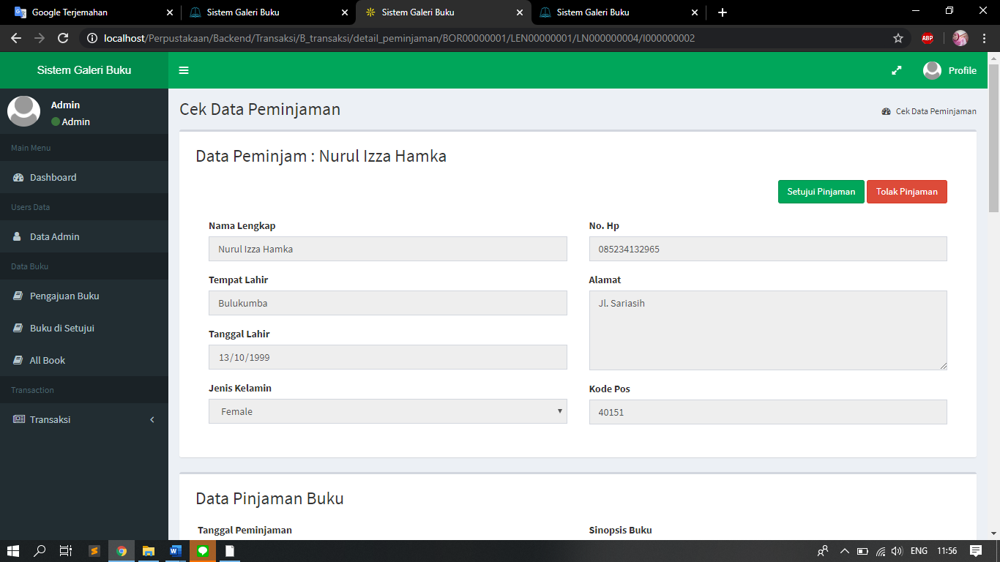 Google Terjemahan
Sistem Galeri Buku
Sistem Galeri Buku
Sistem Galeri Buku
localhost/Perpustakaan/Backend/Transaksi/B_transaksi/detail_peminjaman/BOR00000001/LEN00000001/LN000000004/I000000002
ABP
Sistem Galeri Buku
Profile
Admin
Admin
Main Menu
Dashboard
Users Data
Data Admin
Data Buku
Pengajuan Buku
Buku di Setujui
All Book
Transaction
Transaksi
Cek Data Peminjaman
Cek Data Peminjaman
Data Peminjam : Nurul Izza Hamka
Setujui Pinjaman
Tolak Pinjaman
Nama Lengkap
Nurul Izza Hamka
Tempat Lahir
Bulukumba
Tanggal Lahir
13/10/1999
Jenis Kelamin
Female
No. Hp
085234132965
Alamat
Jl. Sariasih
Kode Pos
40151
Data Pinjaman Buku
Tanggal Peminjaman
Sinopsis Buku
ENG
11:56